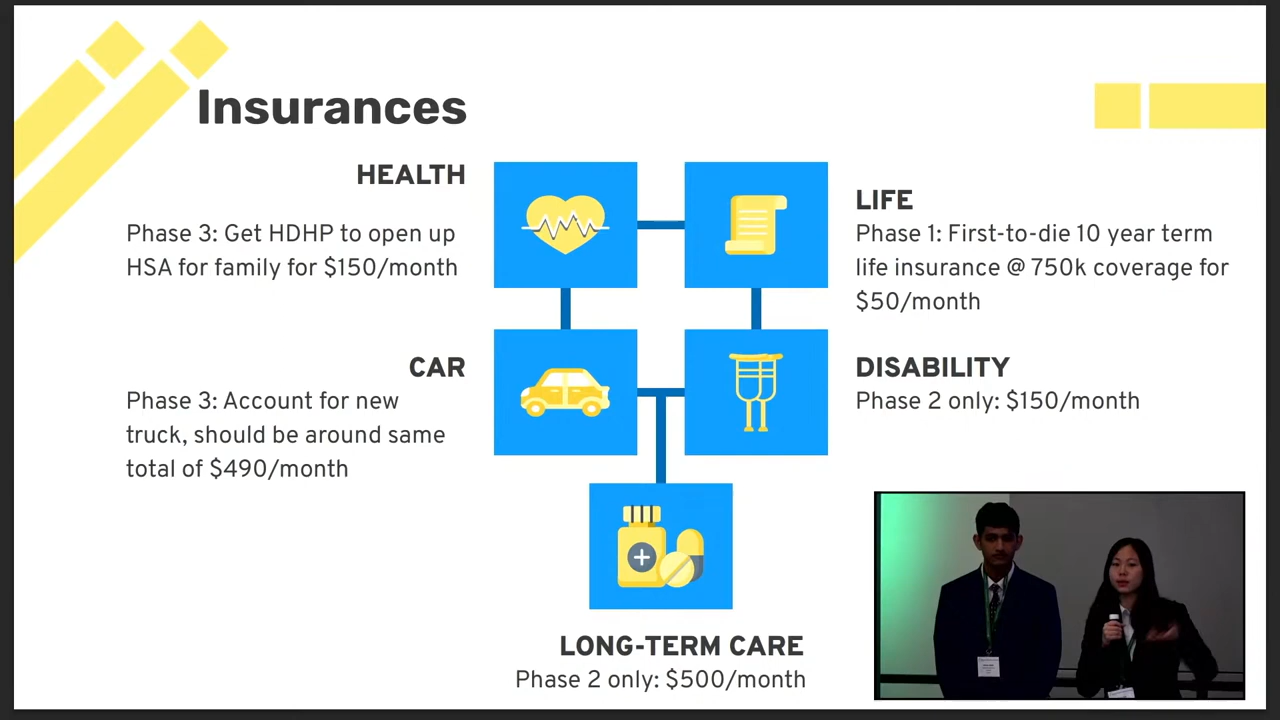 Insurances
HEALTH
Phase 3: Get HDHP to open up
HSA for family for $150/month
LIFE
Phase 1: First-to-die 10 year term
life insurance @ 750k coverage for
$50/month
CAR
Phase 3: Account for new
truck, should be around same
total of $490/month
DISABILITY
Phase 2 only: $150/month
LONG-TERM CARE
Phase 2 only: $500/month